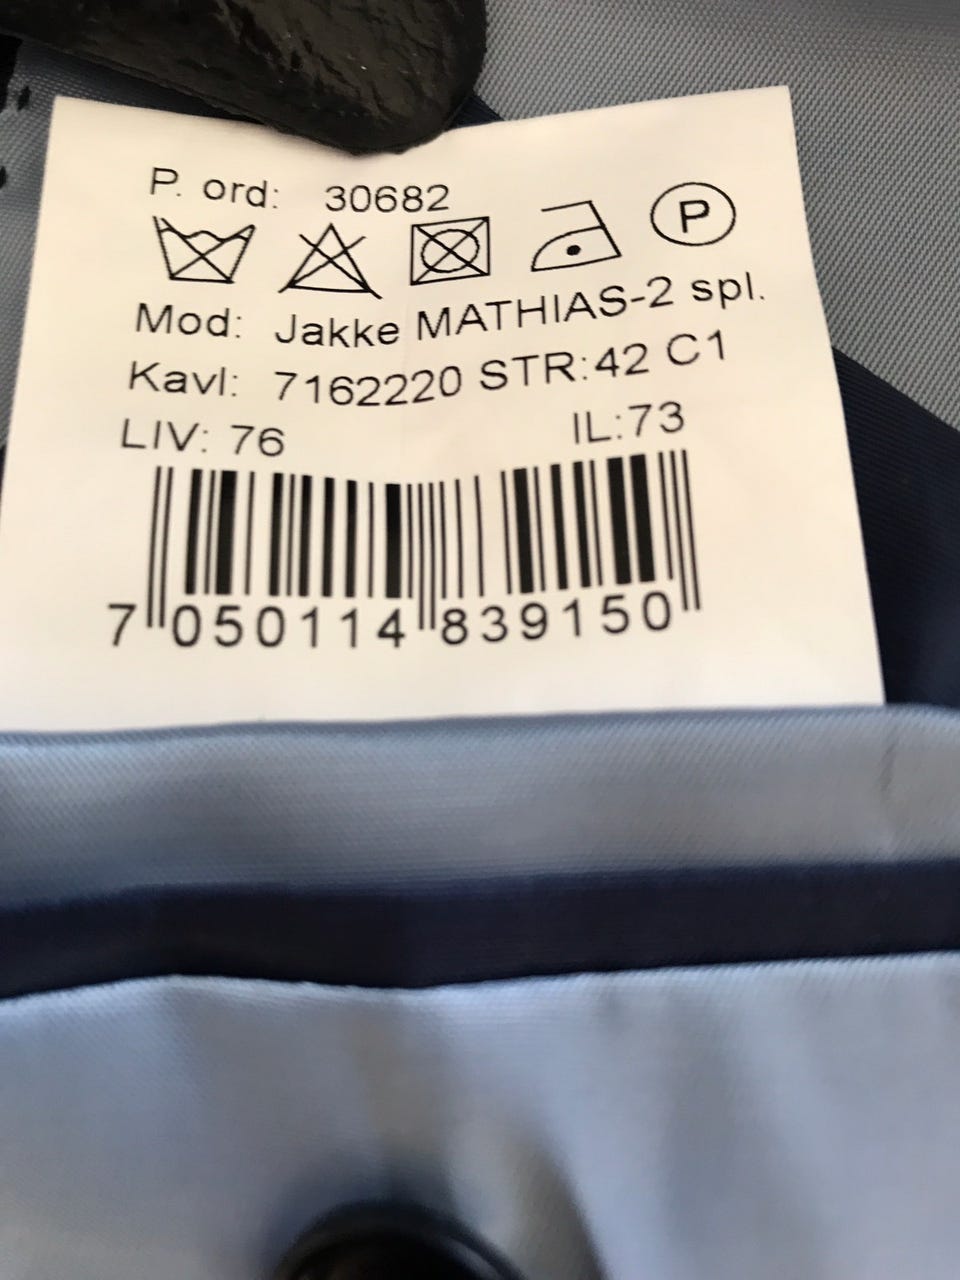 P. ord: 30682
P
Mod: Jakke MATHIAS-2 spl.
Kavl: 7162220 STR:42 C1
LIV: 76 IL:73
7 050114 839150